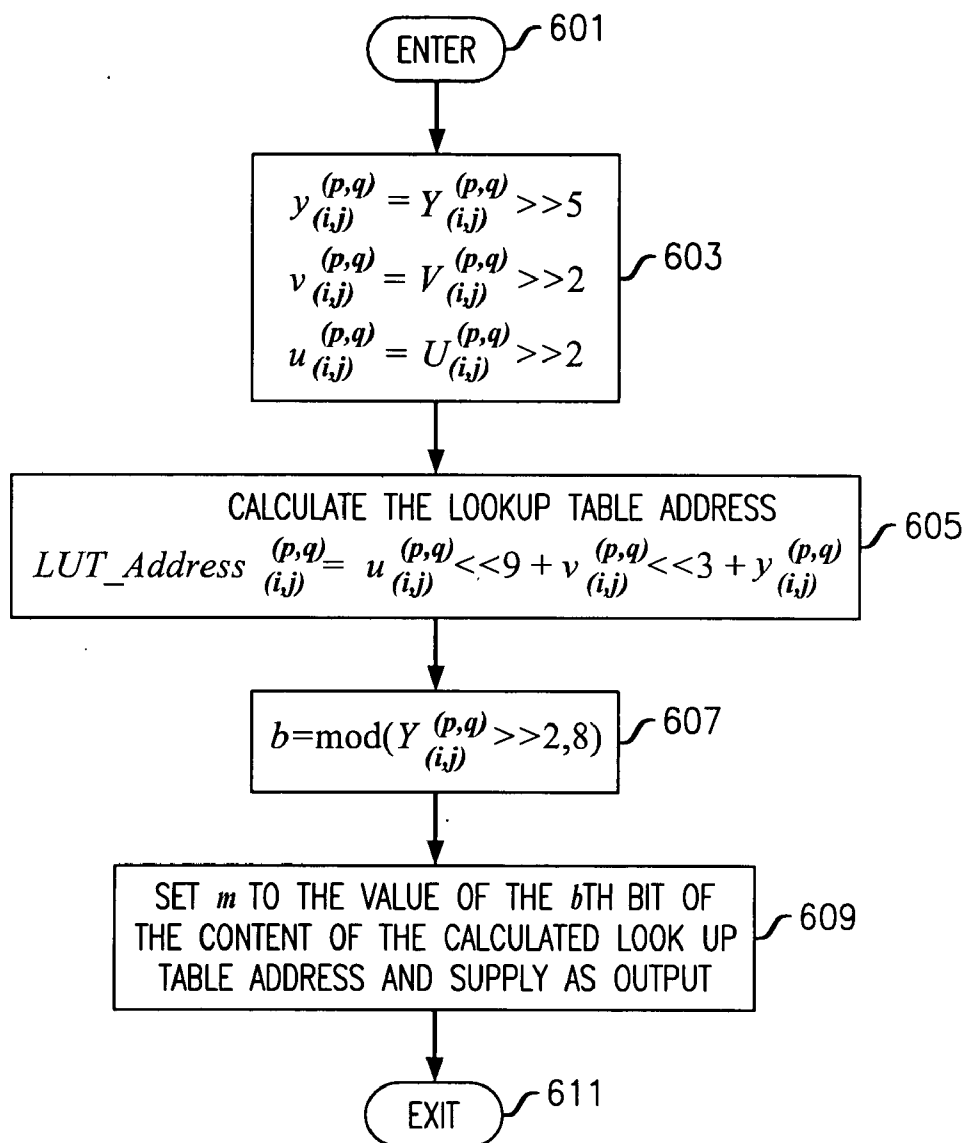 ENTER 601
y (p,q) (i,j) = Y (p,q) (i,j) >>5
v (p,q) (i,j) = V (p,q) (i,j) >>2
u (p,q) (i,j) = U (p,q) (i,j) >>2
603
CALCULATE THE LOOKUP TABLE ADDRESS
LUT_Address (p,q) (i,j) = u (p,q) (i,j) <<9 + v (p,q) (i,j) <<3 + y (p,q) (i,j)
605
b=mod(Y (p,q) (i,j) >>2,8)
607
SET m TO THE VALUE OF THE bTH BIT OF
THE CONTENT OF THE CALCULATED LOOK UP
TABLE ADDRESS AND SUPPLY AS OUTPUT
609
EXIT 611